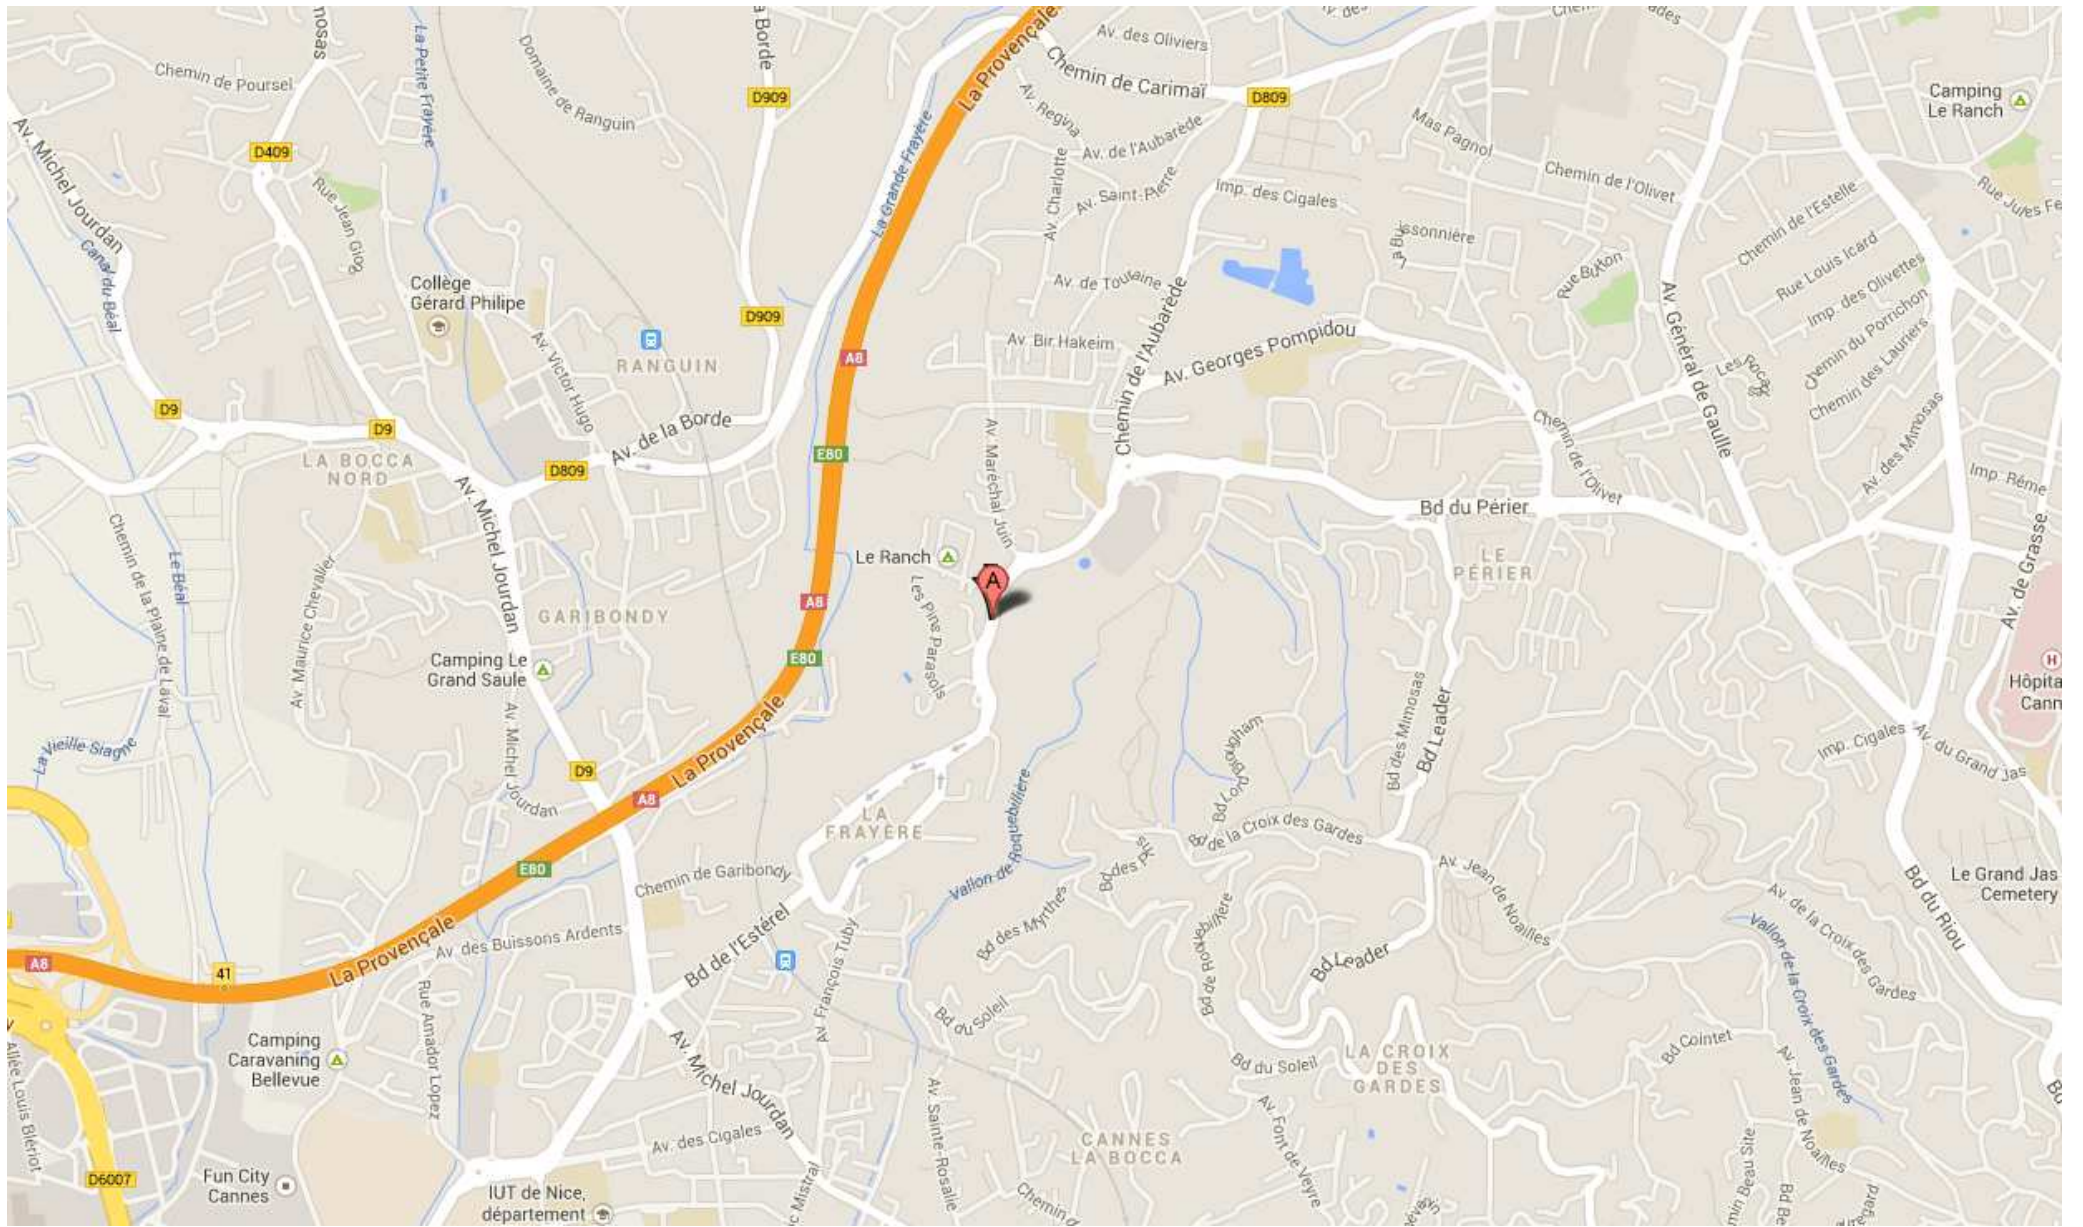 La Provençale
Av. des Oliviers
Chemin de Poursel
La Petite Frayère
Domaine de Ranguin
D909
Chemin de Carimaï
D809
Camping
Le Ranch
Av. Michel Jourdan
D409
Av. Regina
Av. de l'Aubarède
Mas Pagnol
Chemin de l'Olivet
Rue Jean Giono
La Grande Frayère
Av. Charlotte
Av. Saint-Pierre
Imp. des Cigales
Chemin de l'Estelle
Canal du Béal
Rue Louis Icard
Collège
Gérard Philipe
Av. de Toulaine
Rue Buxton
Imp. des Olivettes
D909
RANGUIN
A8
Av. Bir Hakeim
Chemin de l'Aubarède
Av. Georges Pompidou
Av. Général de Gaulle
Chemin du Porrichon
Chemin des Lauriers
Av. Victor Hugo
D9
D9
Av. de la Borde
Chemin de l'Olivet
Av. des Mimosas
LA BOCCA
NORD
D809
E80
Av. Maréchal Juin
Bd du Périer
Av. Michel Jourdan
Chemin de la Plaine de Laval
Le Béal
Av. Maurice Chevalier
Le Ranch
A
LE
PÉRIER
Av. de Grasse
GARIBONDY
A8
Les Pins Parasols
E80
Camping Le
Grand Saule
H
Bd des Mimosas
Bd Leader
La Vieille Siagne
Av. Michel Jourdan
La Provençale
Imp. Cigales
Av. du Grand Jas
D9
A8
LA
FRAYÈRE
Vallon de Roquebillière
Bd Lord Brougham
Bd de la Croix des Gardes
Av. Jean de Noailles
Le Grand Jas
Cemetery
E80
Chemin de Garibondy
Bd des Myrthes
Bd de Roquebillière
Av. de la Croix des Gardes
Bd du Riou
Vallon de la Croix des Gardes
La Provençale
Av. des Buissons Ardents
Bd de l'Estérel
Av. François Tuby
Bd Leader
A8
41
Bd du Soleil
Rue Amador Lopez
Camping
Caravaning
Bellevue
Av. Michel Jourdan
Bd du Soleil
LA CROIX
DES
GARDES
Bd Cointet
Av. Jean de Noailles
Allée Louis Blériot
Av. Sainte-Rosalie
Av. Font de Veyre
Av. des Cigales
CANNES
LA BOCCA
D6007
Fun City
Cannes
IUT de Nice,
département